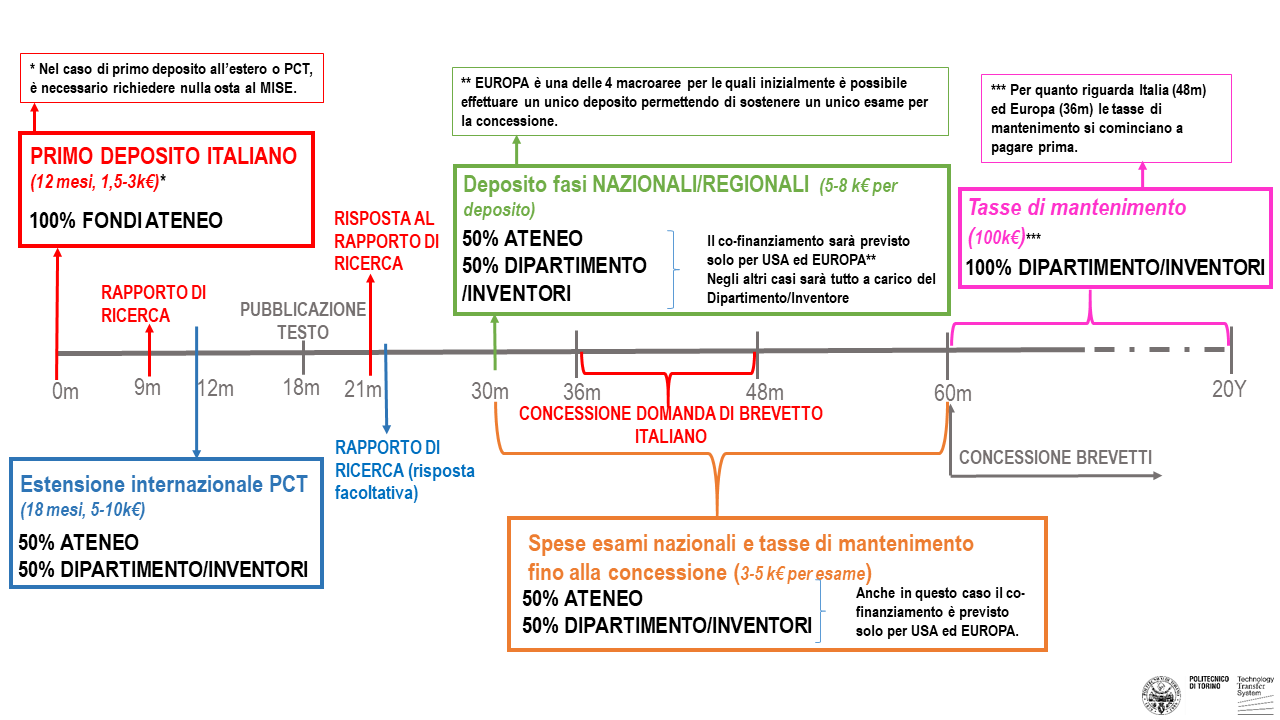 * Nel caso di primo deposito all'estero o PCT,
è necessario richiedere nulla osta al MISE.
** EUROPA è una delle 4 macroaree per le quali inizialmente è possibile
effettuare un unico deposito permettendo di sostenere un unico esame per
la concessione.
*** Per quanto riguarda Italia (48m)
ed Europa (36m) le tasse di
mantenimento si cominciano a
pagare prima.
PRIMO DEPOSITO ITALIANO
(12 mesi, 1,5-3k€)*
100% FONDI ATENEO
Deposito fasi NAZIONALI/REGIONALI (5-8 k€ per
deposito)
50% ATENEO
50% DIPARTIMENTO
/INVENTORI
Il co-finanziamento sarà previsto
solo per USA ed EUROPA**
Negli altri casi sarà tutto a carico del
Dipartimento/Inventore
Tasse di mantenimento
(100k€)***
100% DIPARTIMENTO/INVENTORI
RISPOSTA AL
RAPPORTO DI
RICERCA
RAPPORTO DI
RICERCA
PUBBLICAZIONE
TESTO
0m
9m
12m
18m
21m
30m
36m
48m
60m
20Y
CONCESSIONE DOMANDA DI BREVETTO
ITALIANO
RAPPORTO DI
RICERCA (risposta
facoltativa)
CONCESSIONE BREVETTI
Estensione internazionale PCT
(18 mesi, 5-10k€)
50% ATENEO
50% DIPARTIMENTO/INVENTORI
Spese esami nazionali e tasse di mantenimento
fino alla concessione (3-5 k€ per esame)
50% ATENEO
50% DIPARTIMENTO/INVENTORI
Anche in questo caso il co-
finanziamento è previsto
solo per USA ed EUROPA.
POLITECNICO
DI TORINO
Technology
Transfer
System